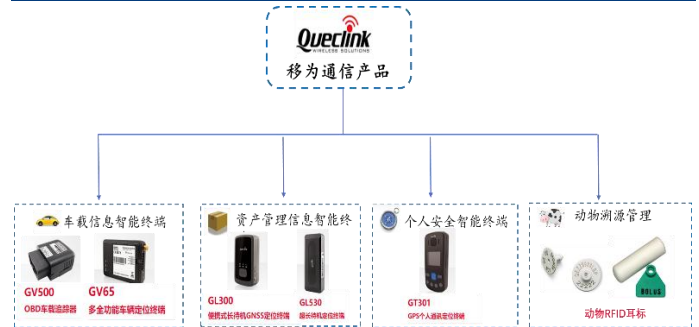 Queclink
WIRELESS SOLUTIONS
移为通信产品
车载信息智能终端
GV500
OBD车载追踪器
GV65
多全功能车辆定位终端
资产管理信息智能终
GL300
便携式长待机GNSS定位终端
GL530
超长待机定位终端
个人安全智能终端
GT301
GPS个人通讯定位终端
动物溯源管理
BOLUS
动物RFID耳标